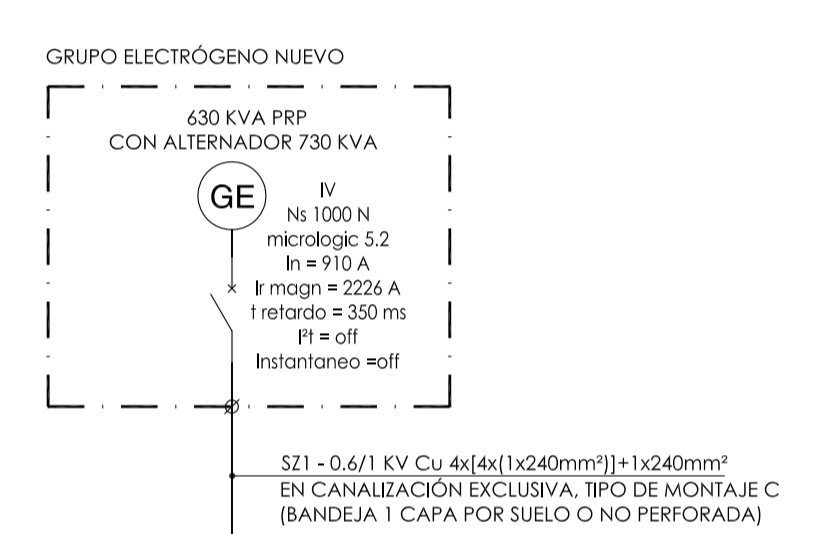 GRUPO ELECTRÓGENO NUEVO
630 KVA PRP
CON ALTERNADOR 730 KVA
GE
IV
Ns 1000 N
micrologic 5.2
In = 910 A
Ir magn = 2226 A
t retardo = 350 ms
I²t = off
Instantaneo =off
SZ1 - 0.6/1 KV Cu 4x[4x(1x240mm²)]+1x240mm²
EN CANALIZACIÓN EXCLUSIVA, TIPO DE MONTAJE C
(BANDEJA 1 CAPA POR SUELO O NO PERFORADA)